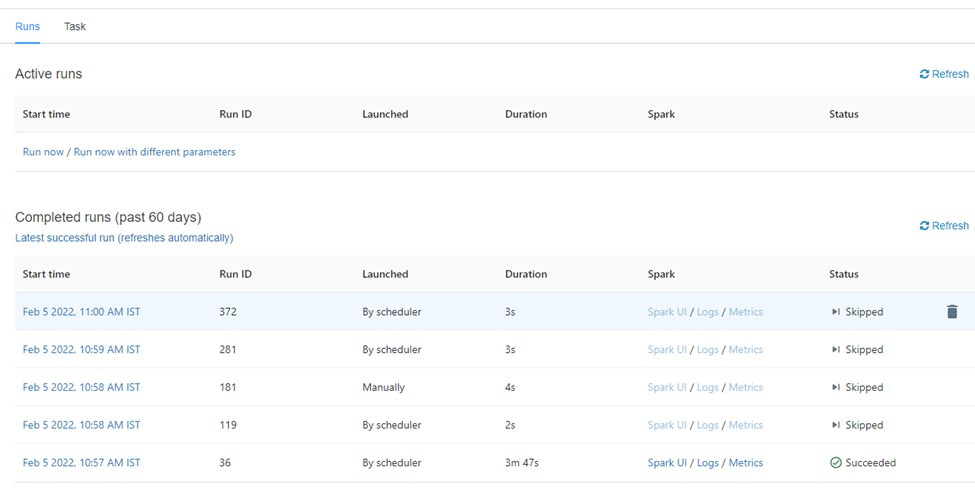 Runs Task
Active runs Refresh
Start time Run ID Launched Duration Spark Status
Run now / Run now with different parameters
Completed runs (past 60 days) Refresh
Latest successful run (refreshes automatically)
Start time Run ID Launched Duration Spark Status
Feb 5 2022, 11:00 AM IST 372 By scheduler 3s Spark UI / Logs / Metrics Skipped
Feb 5 2022, 10:59 AM IST 281 By scheduler 3s Spark UI / Logs / Metrics Skipped
Feb 5 2022, 10:58 AM IST 181 Manually 4s Spark UI / Logs / Metrics Skipped
Feb 5 2022, 10:58 AM IST 119 By scheduler 2s Spark UI / Logs / Metrics Skipped
Feb 5 2022, 10:57 AM IST 36 By scheduler 3m 47s Spark UI / Logs / Metrics Succeeded